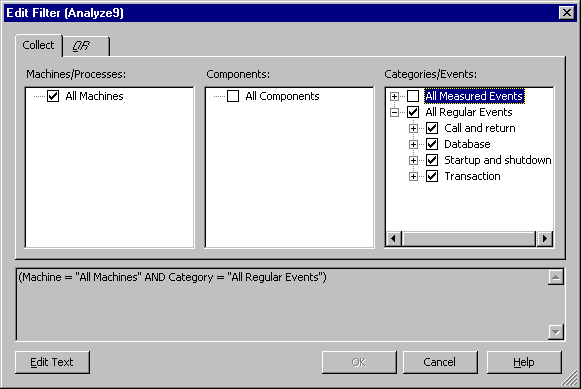 Edit Filter (Analyze9)
Collect
OR
Machines/Processes:
Components:
Categories/Events:
All Machines
All Components
All Measured Events
All Regular Events
Call and return
Database
Startup and shutdown
Transaction
(Machine = "All Machines" AND Category = "All Regular Events")
Edit Text
OK
Cancel
Help